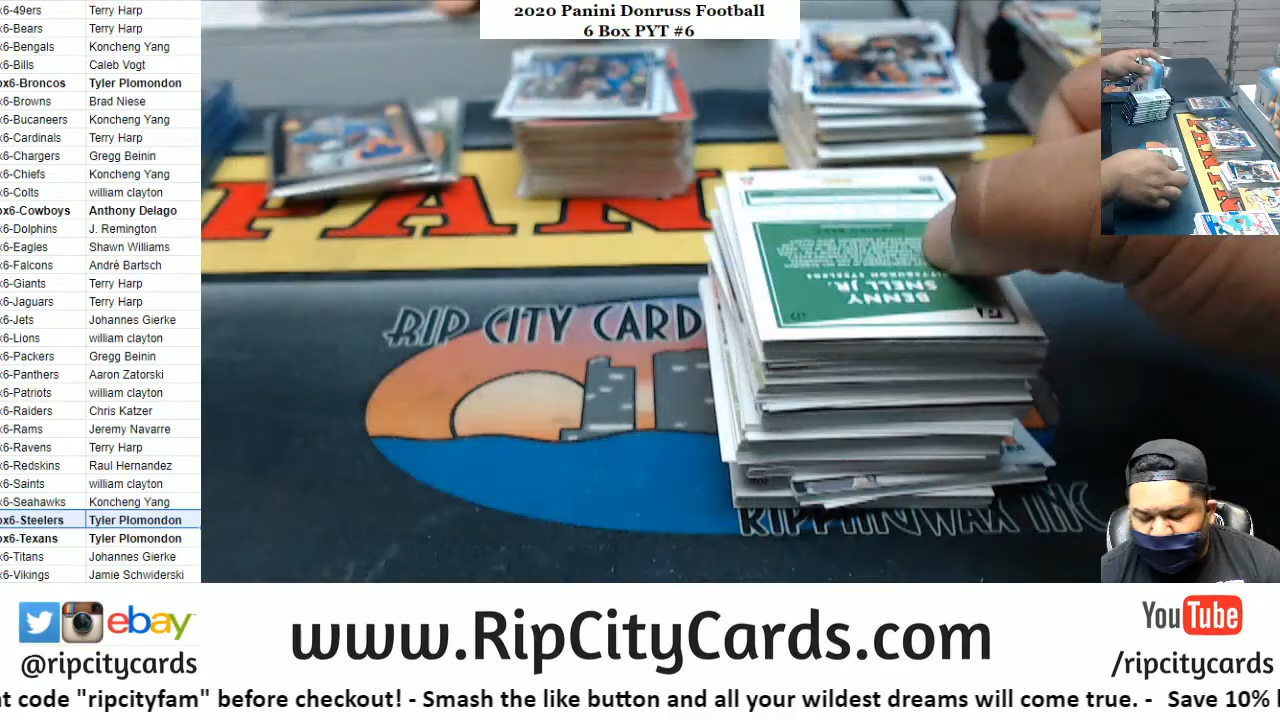 2020 Panini Donruss Football
6 Box PYT #6
x6-49ers Terry Harp
x6-Bears Terry Harp
x6-Bengals Koncheng Yang
x6-Bills Caleb Vogt
ox6-Broncos Tyler Plomondon
x6-Browns Brad Niese
x6-Bucaneers Koncheng Yang
x6-Cardinals Terry Harp
x6-Chargers Gregg Beinin
x6-Chiefs Koncheng Yang
x6-Colts william clayton
ox6-Cowboys Anthony Delago
x6-Dolphins J. Remington
x6-Eagles Shawn Williams
x6-Falcons André Bartsch
x6-Giants Terry Harp
x6-Jaguars Terry Harp
x6-Jets Johannes Gierke
x6-Lions william clayton
x6-Packers Gregg Beinin
x6-Panthers Aaron Zatorski
x6-Patriots william clayton
x6-Raiders Chris Katzer
x6-Rams Jeremy Navarre
x6-Ravens Terry Harp
x6-Redskins Raul Hernandez
x6-Saints william clayton
x6-Seahawks Koncheng Yang
ox6-Steelers Tyler Plomondon
ox6-Texans Tyler Plomondon
x6-Titans Johannes Gierke
x6-Vikings Jamie Schwiderski
PAN
RIP CITY CARD
RIPPINWAX INC
BENNY
SNELL JR.
PITTSBURGH STEELERS
ebay
@ripcitycards
www.RipCityCards.com
YouTube
/ripcitycards
t code "ripcityfam" before checkout! - Smash the like button and all your wildest dreams will come true. - Save 10%